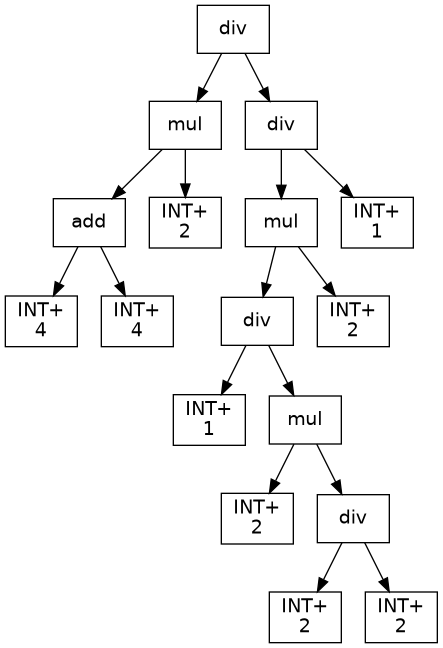 div
mul
div
add
INT+
2
mul
INT+
1
INT+
4
INT+
4
div
INT+
2
INT+
1
mul
INT+
2
div
INT+
2
INT+
2